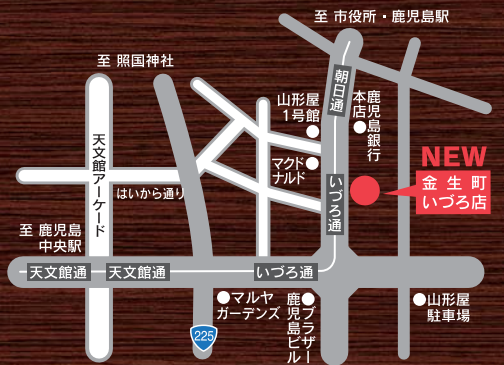 至 市役所・鹿児島駅
至 照国神社
朝日通
山形屋
1号館
鹿児島銀行
本店
マクド
ナルド
NEW
金生町
いづろ店
天文館アーケード
はいから通り
いづろ通
至 鹿児島
中央駅
天文館通
天文館通
いづろ通
マルヤ
ガーデンズ
ブラザー
鹿児島ビル
山形屋
駐車場
225